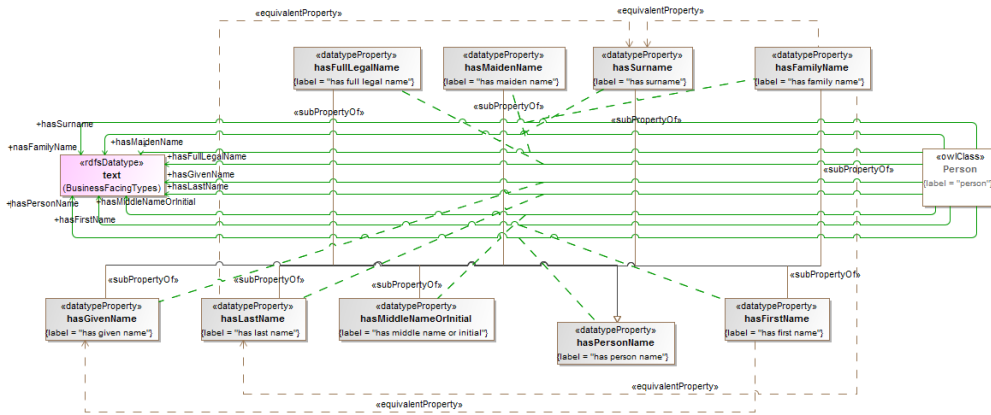 «equivalentProperty»
«equivalentProperty»
«datatypeProperty»
hasFullLegalName
{label = "has full legal name"}
«datatypeProperty»
hasMaidenName
{label = "has maiden name"}
«datatypeProperty»
hasSurname
{label = "has surname"}
«datatypeProperty»
hasFamilyName
{label = "has family name"}
«subPropertyOf»
«subPropertyOf»
«subPropertyOf»
«subPropertyOf»
+hasSurname
+hasFamilyName
+hasMaidenName
+hasFullLegalName
+hasGivenName
+hasLastName
+hasMiddleNameOrInitial
+hasPersonName
+hasFirstName
«rdfsDatatype»
text
(BusinessFacingTypes)
«owlClass»
Person
{label = "person"}
«subPropertyOf»
«subPropertyOf»
«subPropertyOf»
«subPropertyOf»
«datatypeProperty»
hasGivenName
{label = "has given name"}
«datatypeProperty»
hasLastName
{label = "has last name"}
«datatypeProperty»
hasMiddleNameOrInitial
{label = "has middle name or initial"}
«datatypeProperty»
hasPersonName
{label = "has person name"}
«datatypeProperty»
hasFirstName
{label = "has first name"}
«equivalentProperty»
«equivalentProperty»